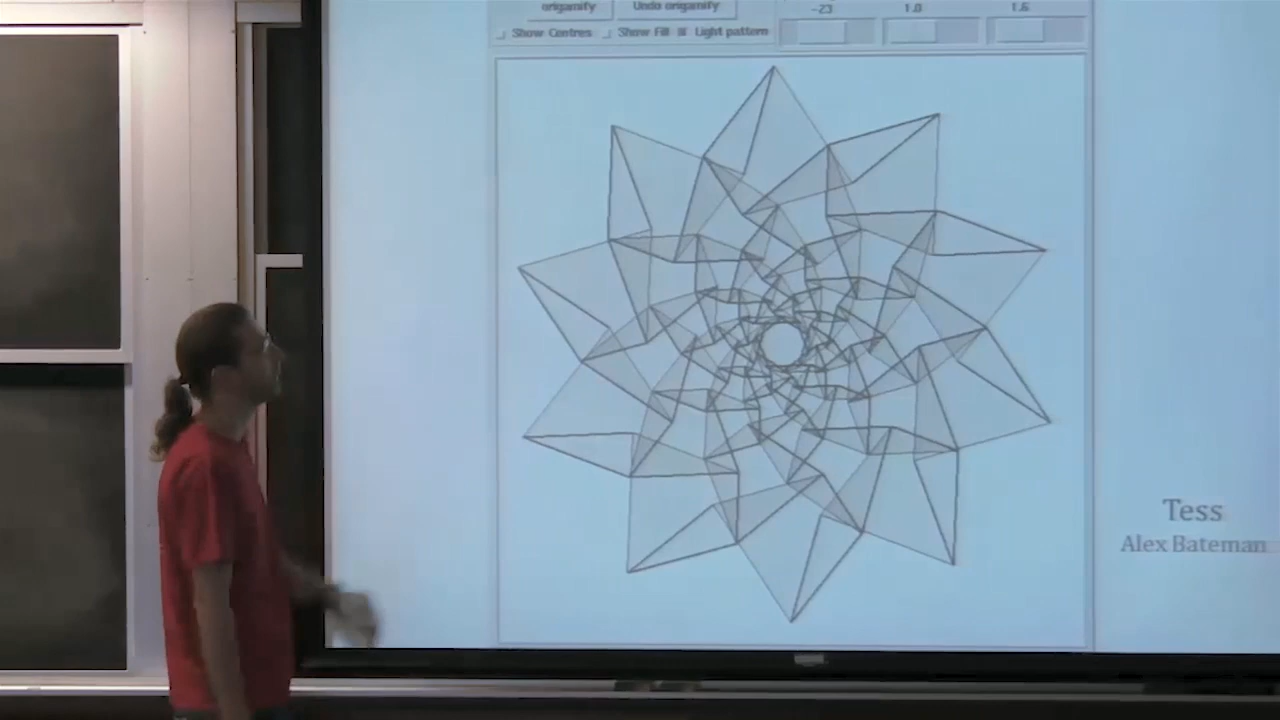 origamify Undo origamify -23 1.0 1.6
Show Centres Show Fill Light pattern
Tess
Alex Bateman